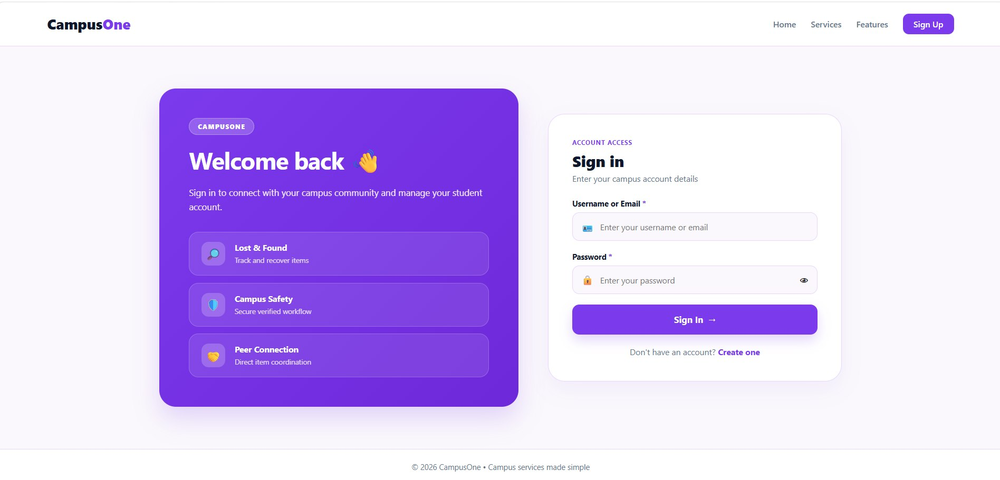 CampusOne
Home
Services
Features
Sign Up
CAMPUSONE
Welcome back
Sign in to connect with your campus community and manage your student
account.
Lost & Found
Track and recover items
Campus Safety
Secure verified workflow
Peer Connection
Direct item coordination
ACCOUNT ACCESS
Sign in
Enter your campus account details
Username or Email *
Enter your username or email
Password *
Enter your password
Sign In →
Don't have an account? Create one
© 2026 CampusOne • Campus services made simple